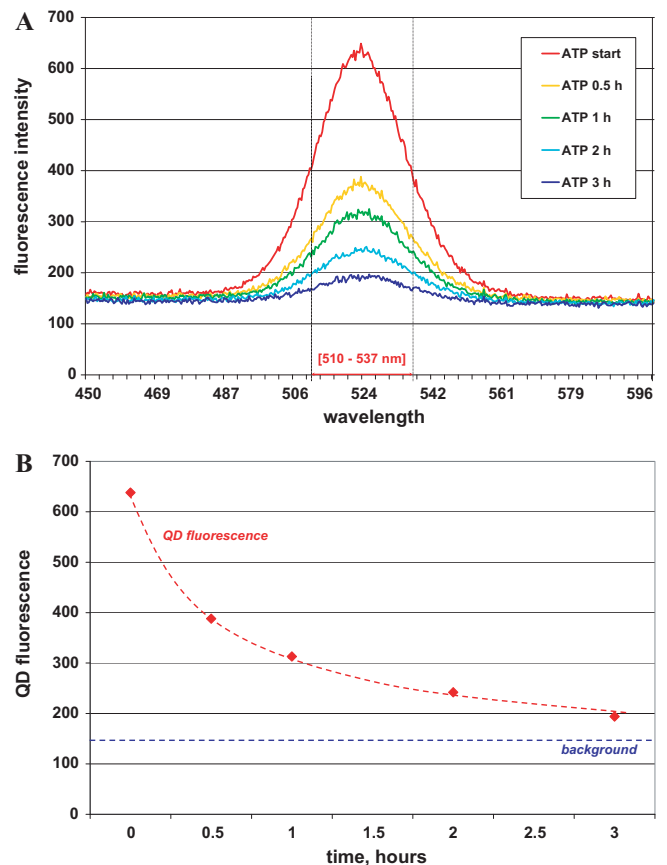 A
fluorescence intensity
700
600
500
400
300
200
100
0
ATP start
ATP 0.5 h
ATP 1 h
ATP 2 h
ATP 3 h
[510 - 537 nm]
450 469 487 506 524 542 561 579 596
wavelength
B
QD fluorescence
700
600
500
400
300
200
100
0
QD fluorescence
background
0 0.5 1 1.5 2 2.5 3
time, hours